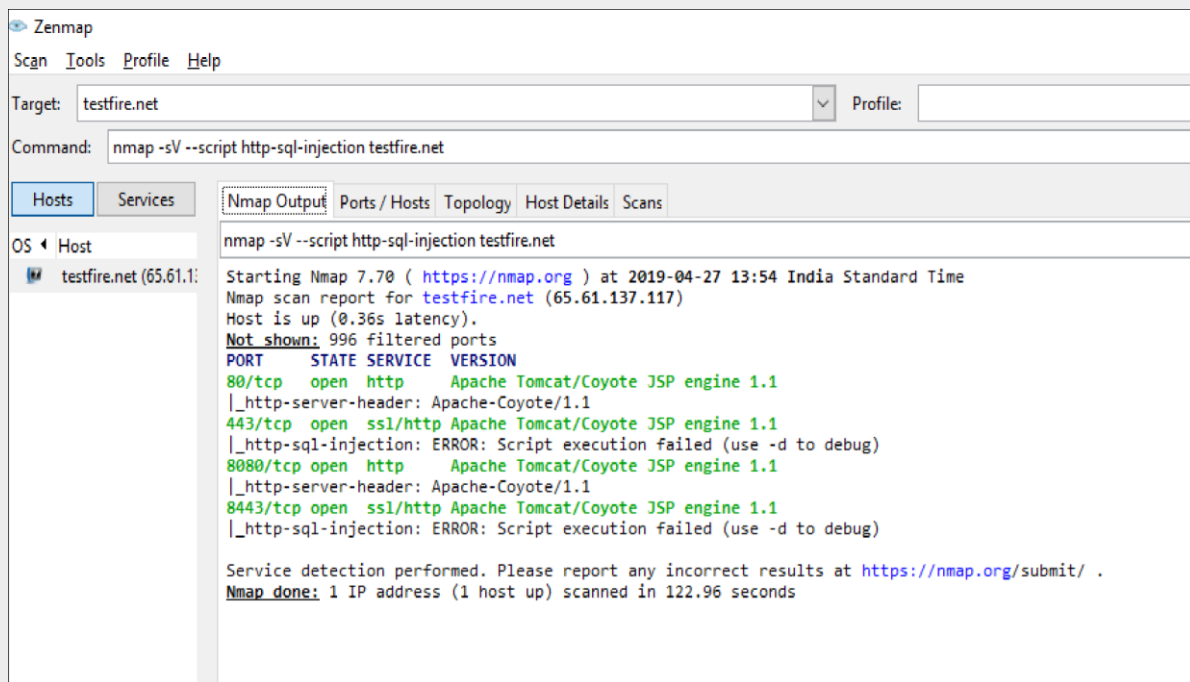 Zenmap
Scan Tools Profile Help
Target: testfire.net Profile:
Command: nmap -sV --script http-sql-injection testfire.net
Hosts Services Nmap Output Ports / Hosts Topology Host Details Scans
OS Host nmap -sV --script http-sql-injection testfire.net
testfire.net (65.61.13
Starting Nmap 7.70 ( https://nmap.org ) at 2019-04-27 13:54 India Standard Time
Nmap scan report for testfire.net (65.61.137.117)
Host is up (0.36s latency).
Not shown: 996 filtered ports
PORT STATE SERVICE VERSION
80/tcp open http Apache Tomcat/Coyote JSP engine 1.1
|_http-server-header: Apache-Coyote/1.1
443/tcp open ssl/http Apache Tomcat/Coyote JSP engine 1.1
|_http-sql-injection: ERROR: Script execution failed (use -d to debug)
8080/tcp open http Apache Tomcat/Coyote JSP engine 1.1
|_http-server-header: Apache-Coyote/1.1
8443/tcp open ssl/http Apache Tomcat/Coyote JSP engine 1.1
|_http-sql-injection: ERROR: Script execution failed (use -d to debug)
Service detection performed. Please report any incorrect results at https://nmap.org/submit/ .
Nmap done: 1 IP address (1 host up) scanned in 122.96 seconds